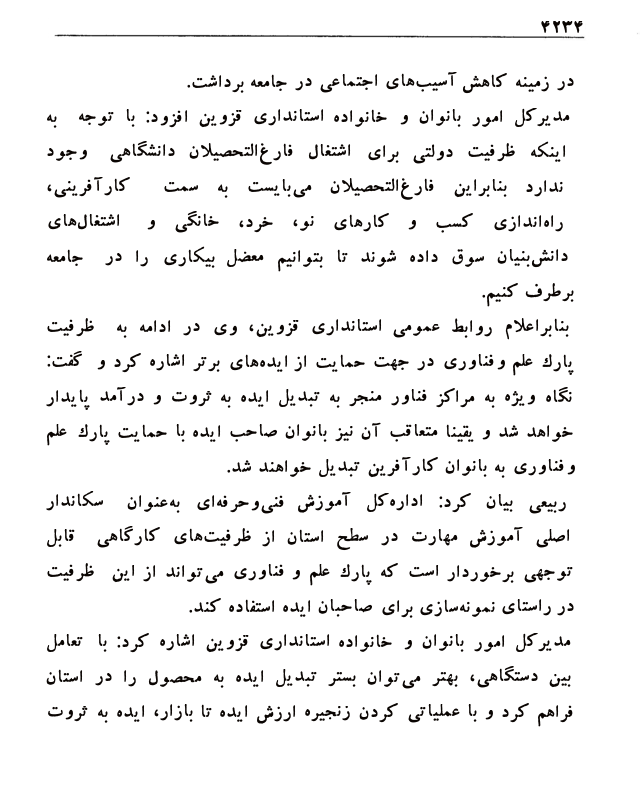 ۴۲۳۴
در زمینه کاهش آسیب‌های اجتماعی در جامعه برداشت.
مدیرکل امور بانوان و خانواده استانداری قزوین افزود: با توجه به
اینکه ظرفیت دولتی برای اشتغال فارغ‌التحصیلان دانشگاهی وجود
ندارد بنابراین فارغ‌التحصیلان می‌بایست به سمت کارآفرینی،
راه‌اندازی کسب و کارهای نو، خرد، خانگی و اشتغال‌های
دانش‌بنیان سوق داده شوند تا بتوانیم معضل بیکاری را در جامعه
برطرف کنیم.
بنابراعلام روابط عمومی استانداری قزوین، وی در ادامه به ظرفیت
پارك علم وفناوری در جهت حمایت از ایده‌های برتر اشاره کرد و گفت:
نگاه ویژه به مراکز فناور منجر به تبدیل ایده به ثروت و درآمد پایدار
خواهد شد و یقینا متعاقب آن نیز بانوان صاحب ایده با حمایت پارك علم
وفناوری به بانوان کارآفرین تبدیل خواهند شد.
ربیعی بیان کرد: اداره‌کل آموزش فنی‌وحرفه‌ای به‌عنوان سکاندار
اصلی آموزش مهارت در سطح استان از ظرفیت‌های کارگاهی قابل
توجهی برخوردار است که پارك علم و فناوری می‌تواند از این ظرفیت
در راستای نمونه‌سازی برای صاحبان ایده استفاده کند.
مدیرکل امور بانوان و خانواده استانداری قزوین اشاره کرد: با تعامل
بین دستگاهی، بهتر می‌توان بستر تبدیل ایده به محصول را در استان
فراهم کرد و با عملیاتی کردن زنجیره ارزش ایده تا بازار، ایده به ثروت